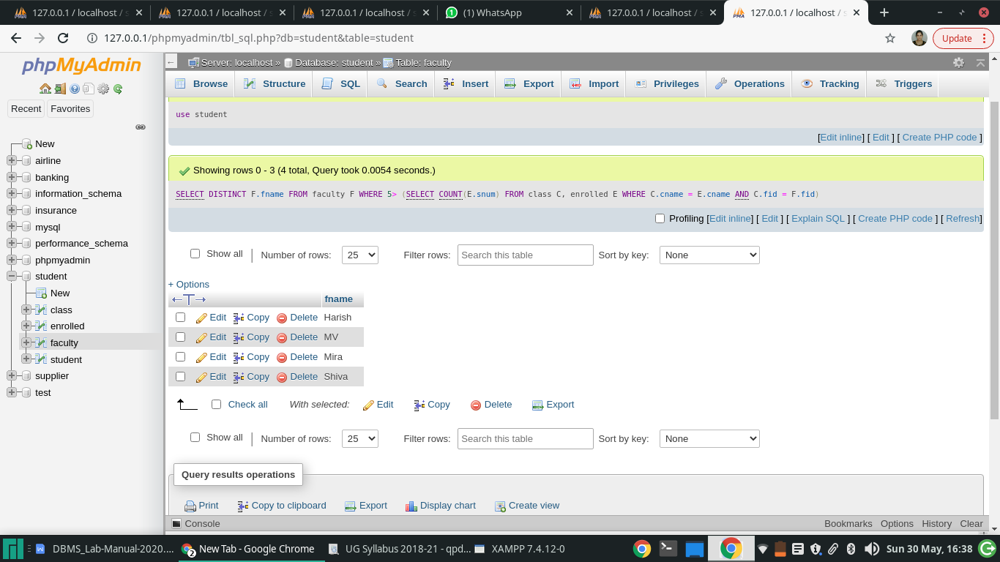 127.0.0.1 / localhost / s
127.0.0.1 / localhost / s
127.0.0.1 / localhost / s
(1) WhatsApp
127.0.0.1 / localhost / s
127.0.0.1 / localhost / s
127.0.0.1/phpmyadmin/tbl_sql.php?db=student&table=student
Update
phpMyAdmin
Recent
Favorites
New
airline
banking
information_schema
insurance
mysql
performance_schema
phpmyadmin
student
New
class
enrolled
faculty
student
supplier
test
Server: localhost » Database: student » Table: faculty
Browse Structure SQL Search Insert Export Import Privileges Operations Tracking Triggers
use student
[Edit inline] [ Edit ] [ Create PHP code ]
Showing rows 0 - 3 (4 total, Query took 0.0054 seconds.)
SELECT DISTINCT F.fname FROM faculty F WHERE 5> (SELECT COUNT(E.snum) FROM class C, enrolled E WHERE C.cname = E.cname AND C.fid = F.fid)
Profiling [Edit inline] [ Edit ] [ Explain SQL ] [ Create PHP code ] [ Refresh]
Show all | Number of rows: 25 Filter rows: Search this table Sort by key: None
+ Options
←T→ fname
Edit Copy Delete Harish
Edit Copy Delete MV
Edit Copy Delete Mira
Edit Copy Delete Shiva
Check all With selected: Edit Copy Delete Export
Show all | Number of rows: 25 Filter rows: Search this table Sort by key: None
Query results operations
Print Copy to clipboard Export Display chart Create view
Console Bookmarks Options History Clear
DBMS_Lab-Manual-2020.... 2 New Tab - Google Chrome UG Syllabus 2018-21 - qpd... XAMPP 7.4.12-0 Sun 30 May, 16:38